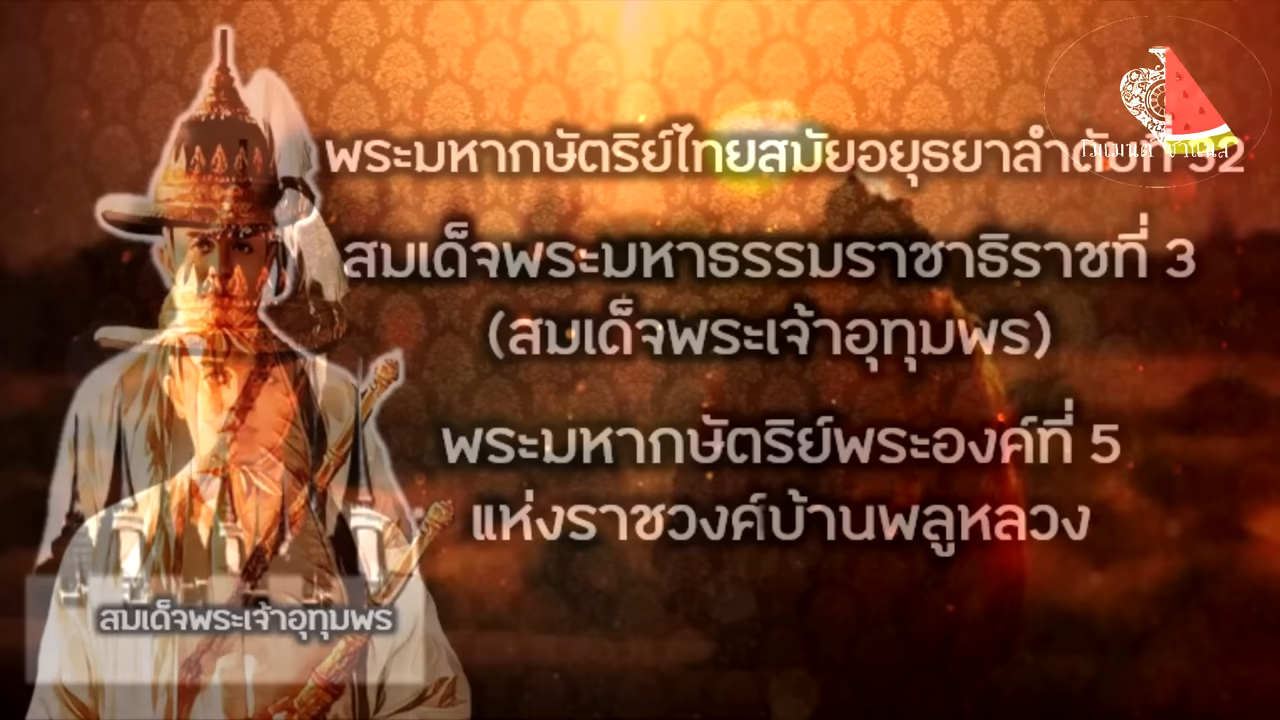 พระมหากษัตริย์ไทยสมัยอยุธยาลำดับที่ 32
สมเด็จพระมหาธรรมราชาธิราชที่ 3
(สมเด็จพระเจ้าอุทุมพร)
พระมหากษัตริย์พระองค์ที่ 5
แห่งราชวงศ์บ้านพลูหลวง
สมเด็จพระเจ้าอุทุมพร